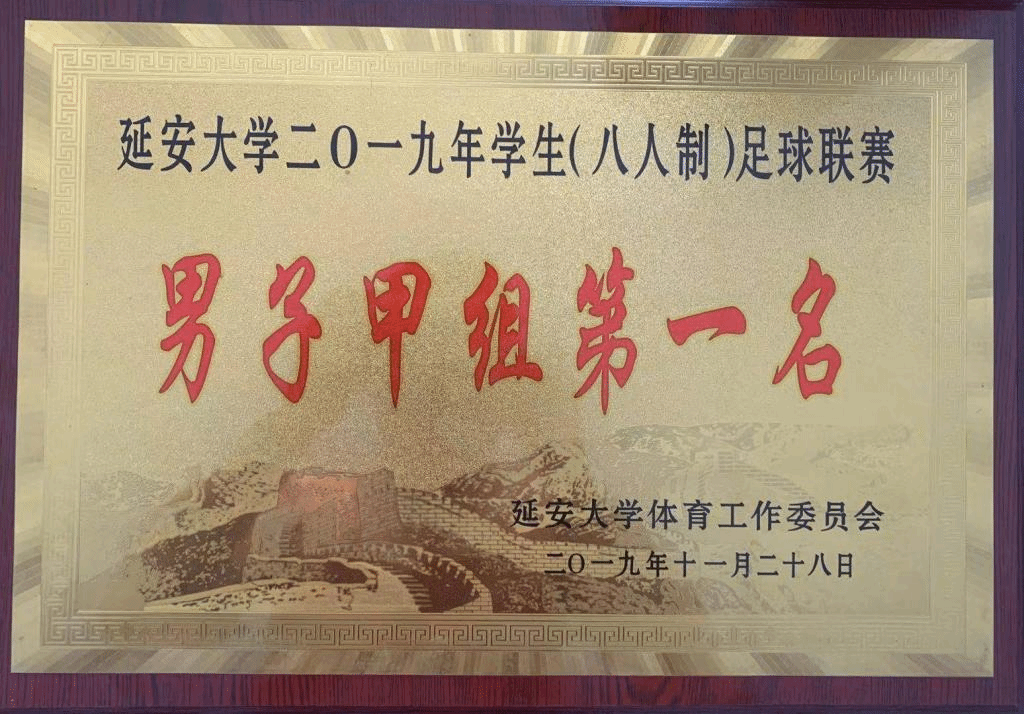 延安大学二〇一九年学生(八人制)足球联赛
男子甲组第一名
延安大学体育工作委员会
二〇一九年十一月二十八日